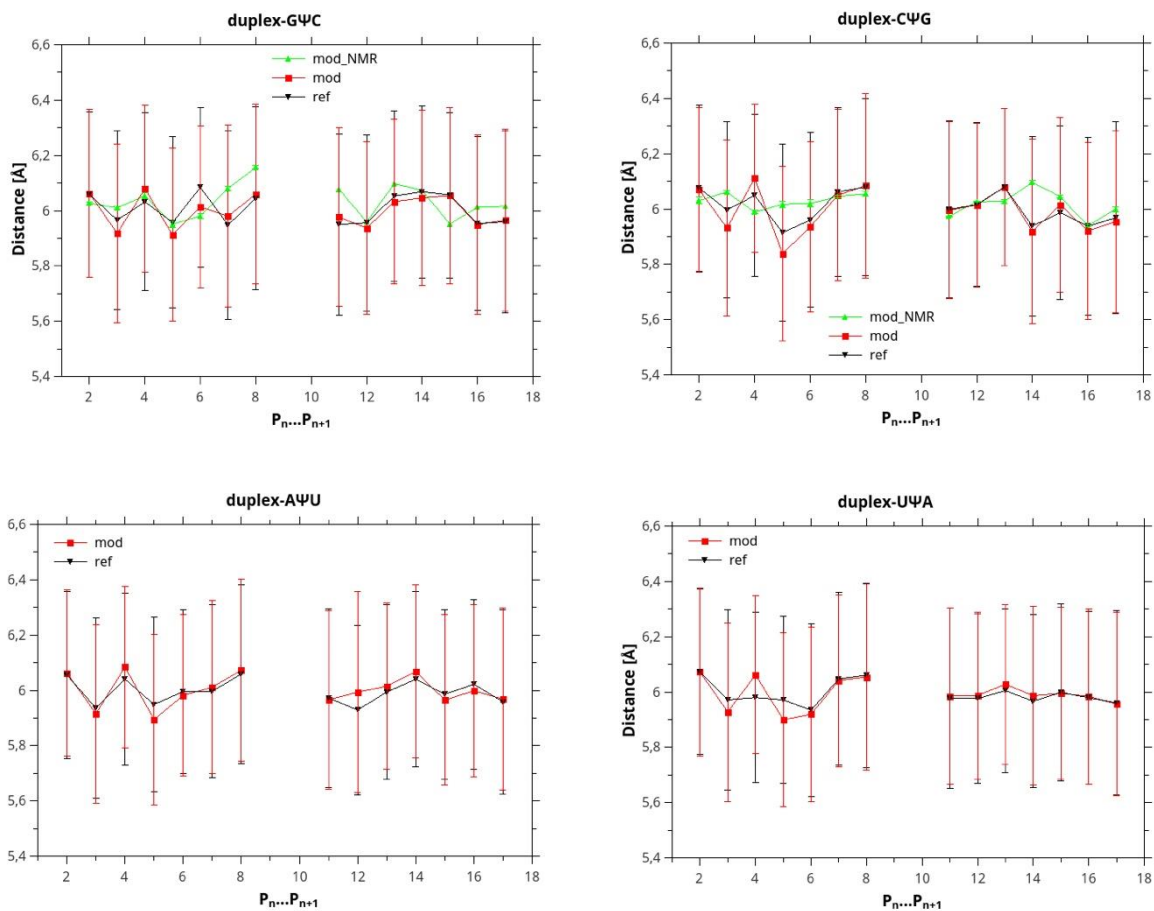 duplex-GΨC
6,6
6,4
6,2
6
5,8
5,6
5,4
Distance [Å]
mod_NMR
mod
ref
2 4 6 8 10 12 14 16 18
Pn...Pn+1
duplex-CΨG
6,6
6,4
6,2
6
5,8
5,6
5,4
Distance [Å]
mod_NMR
mod
ref
2 4 6 8 10 12 14 16 18
Pn...Pn+1
duplex-AΨU
6,6
6,4
6,2
6
5,8
5,6
5,4
mod
ref
2 4 6 8 10 12 14 16 18
Pn...Pn+1
duplex-UΨA
6,6
6,4
6,2
6
5,8
5,6
5,4
Distance [Å]
mod
ref
2 4 6 8 10 12 14 16 18
Pn...Pn+1